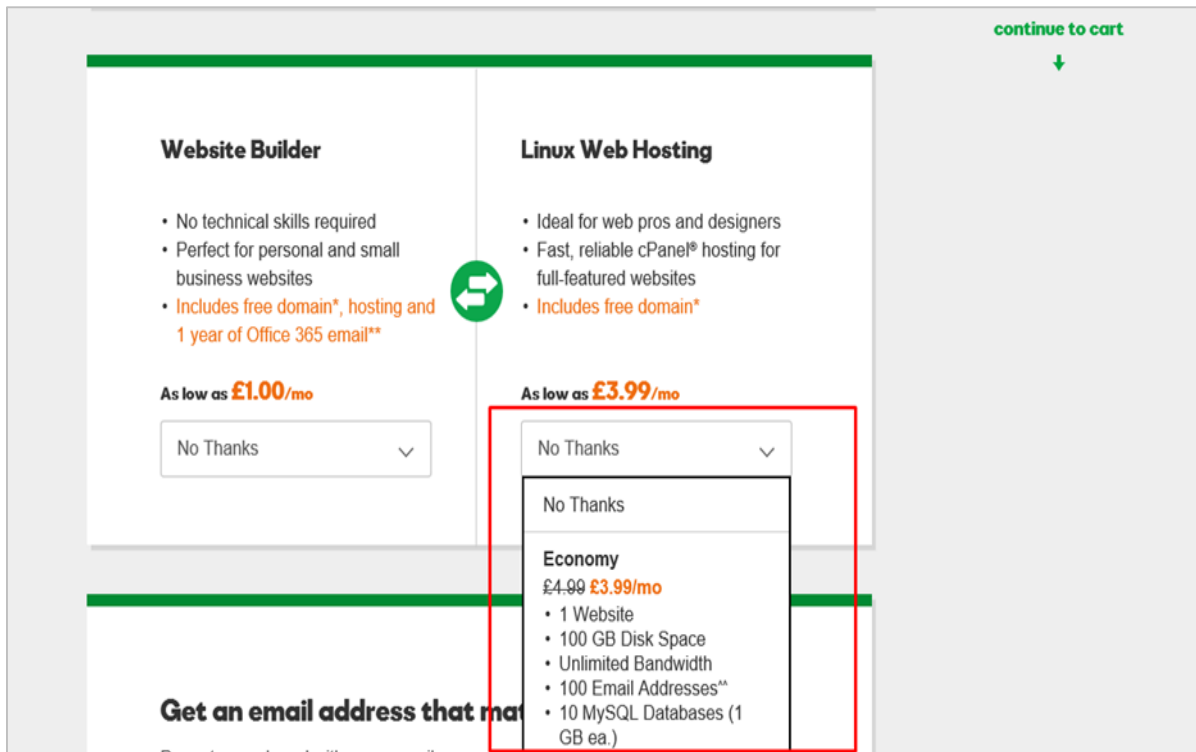 continue to cart
Website Builder
• No technical skills required
• Perfect for personal and small
business websites
• Includes free domain*, hosting and
1 year of Office 365 email**
As low as £1.00/mo
No Thanks
Linux Web Hosting
• Ideal for web pros and designers
• Fast, reliable cPanel® hosting for
full-featured websites
• Includes free domain*
As low as £3.99/mo
No Thanks
No Thanks
Economy
£4.99 £3.99/mo
• 1 Website
• 100 GB Disk Space
• Unlimited Bandwidth
• 100 Email Addresses^^
• 10 MySQL Databases (1
GB ea.)
Get an email address that mat